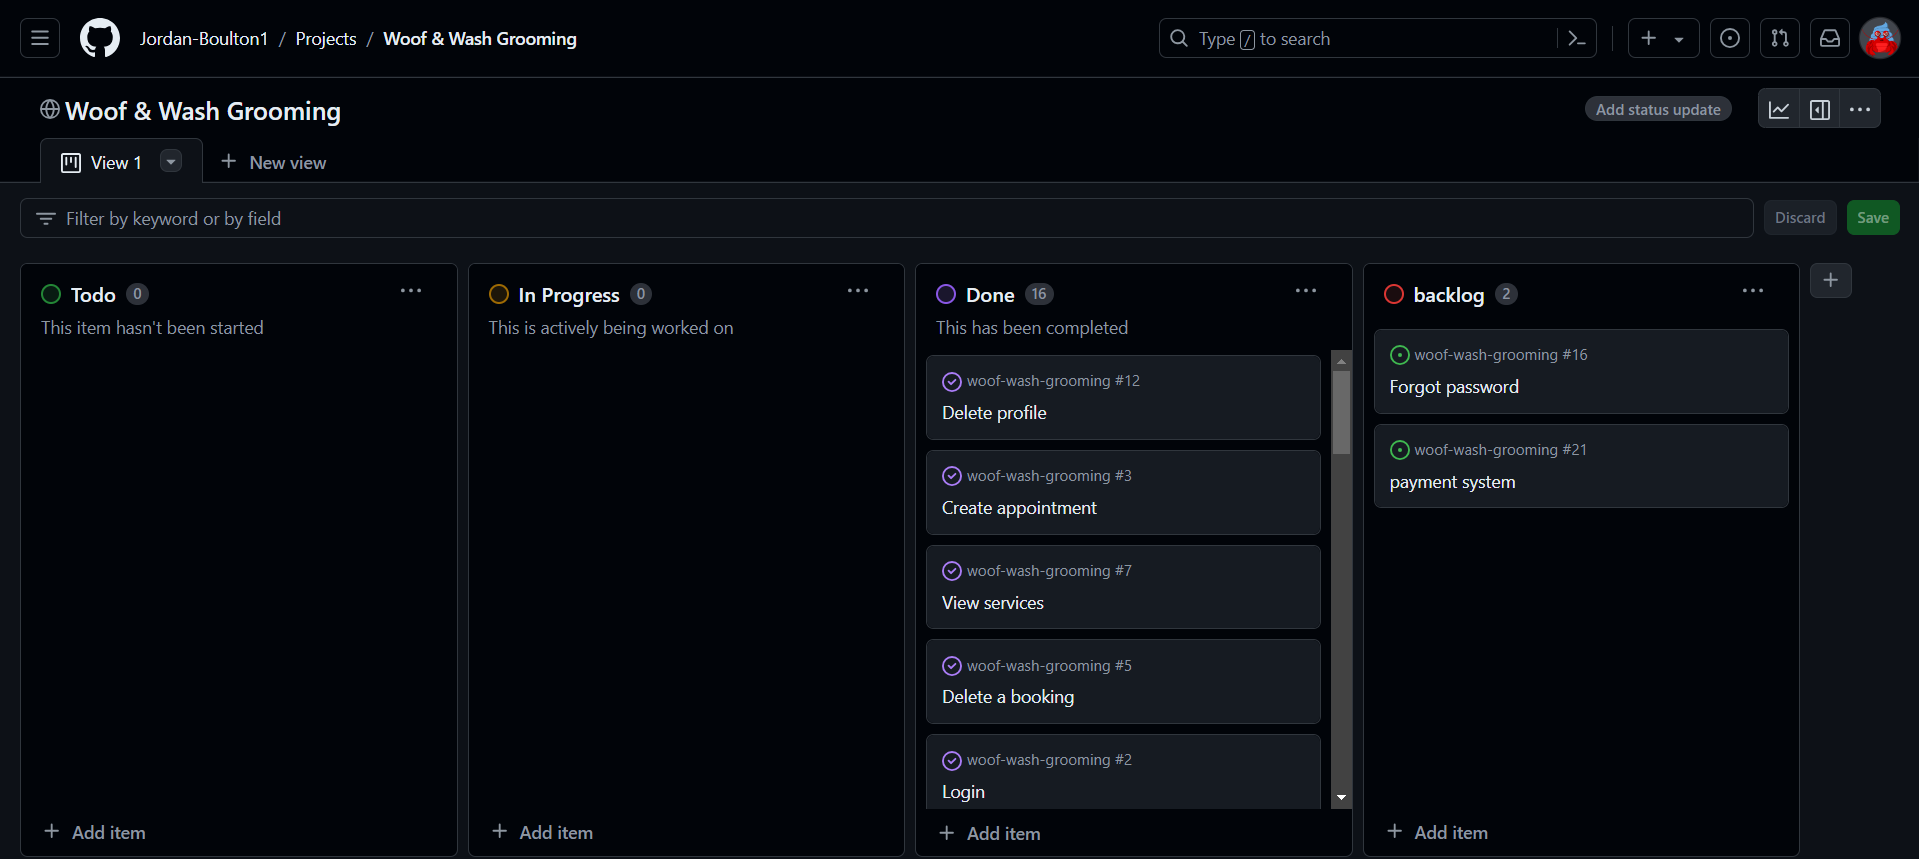 Jordan-Boulton1 / Projects / Woof & Wash Grooming
Type / to search
Woof & Wash Grooming
Add status update
View 1
New view
Filter by keyword or by field
Discard
Save
Todo 0
This item hasn't been started
Add item
In Progress 0
This is actively being worked on
Add item
Done 16
This has been completed
woof-wash-grooming #12
Delete profile
woof-wash-grooming #3
Create appointment
woof-wash-grooming #7
View services
woof-wash-grooming #5
Delete a booking
woof-wash-grooming #2
Login
Add item
backlog 2
woof-wash-grooming #16
Forgot password
woof-wash-grooming #21
payment system
Add item